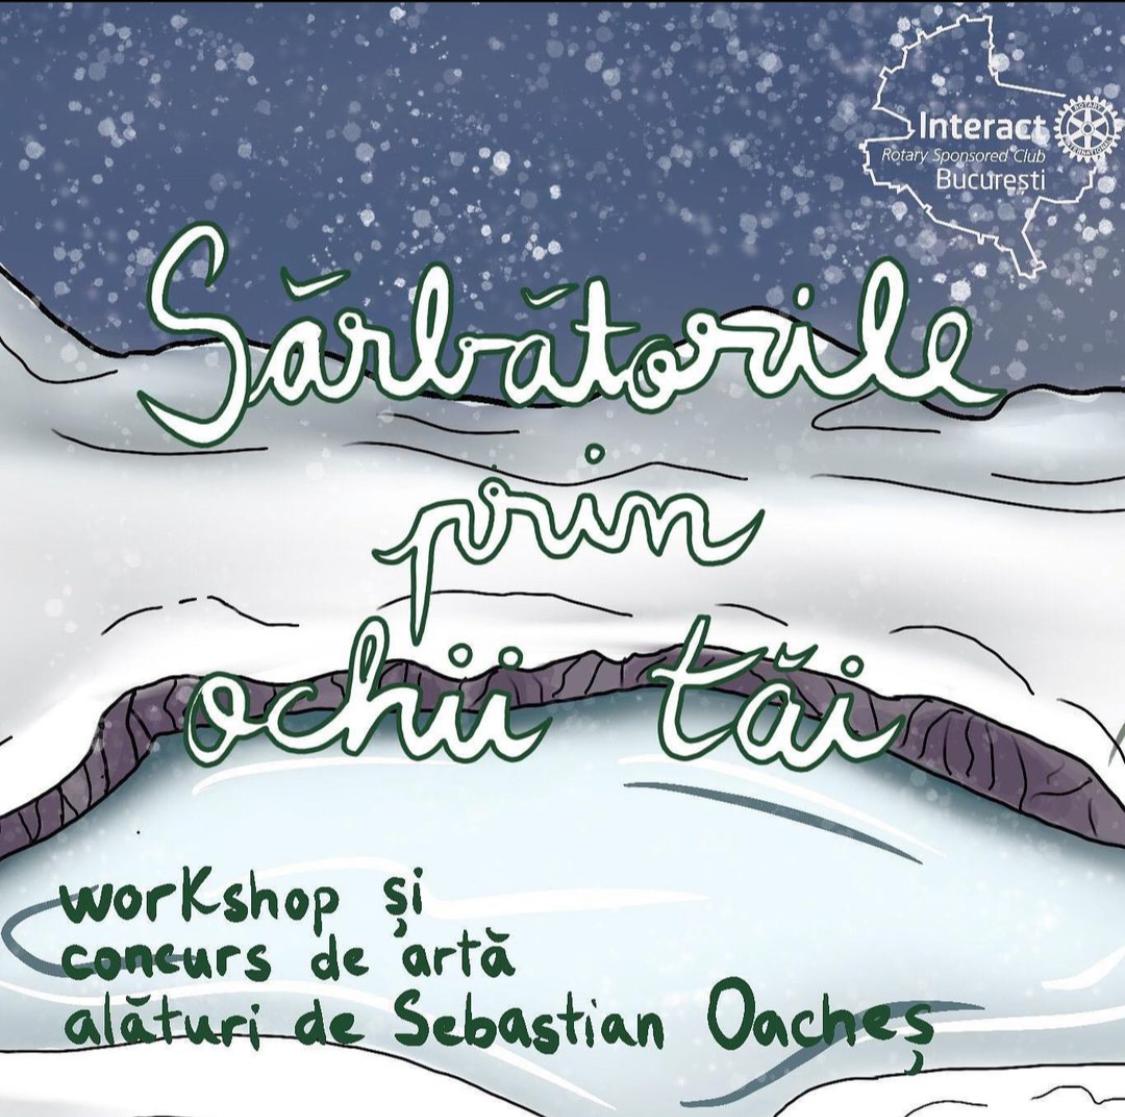 Interact
Rotary Sponsored Club
București
Sărbătorile
prin
ochii tăi
workshop și
concurs de artă
alături de Sebastian Oacheș